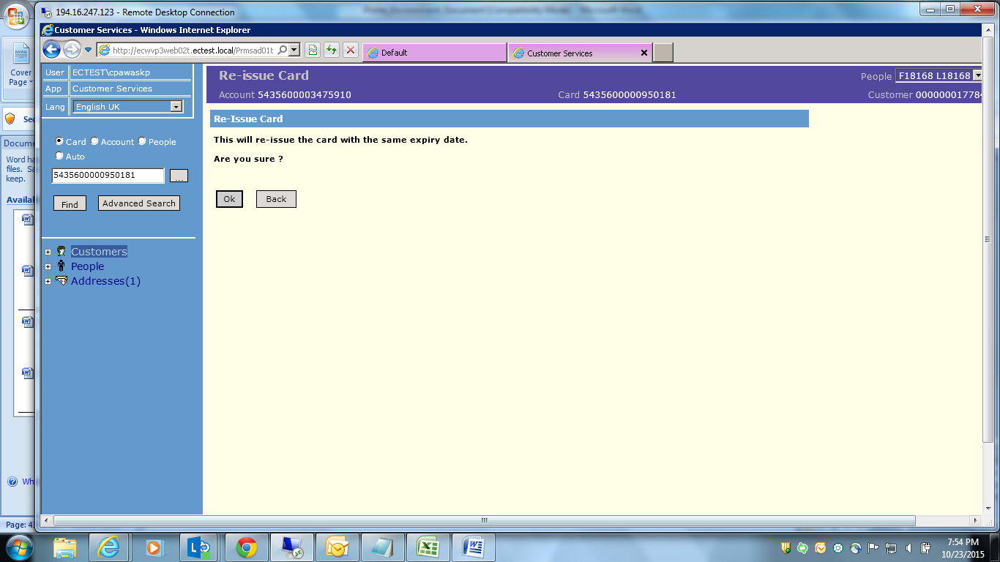 194.16.247.123 - Remote Desktop Connection
Customer Services - Windows Internet Explorer
http://ecwvp3web02t.ectest.local/Prmsad01t
Default
Customer Services
Cover
Page
User ECTEST\cpawaskp
App Customer Services
Lang English UK
Re-issue Card
People F18168 L18168
Account 5435600003475910 Card 5435600000950181 Customer 00000001778
Re-Issue Card
This will re-issue the card with the same expiry date.
Are you sure ?
Ok Back
Sec
Card Account People
Auto
5435600000950181 ...
Find Advanced Search
Customers
People
Addresses(1)
Docume
Word ha
files. Sa
keep.
Availal
Wh
Page: 43
7:54 PM
10/23/2015